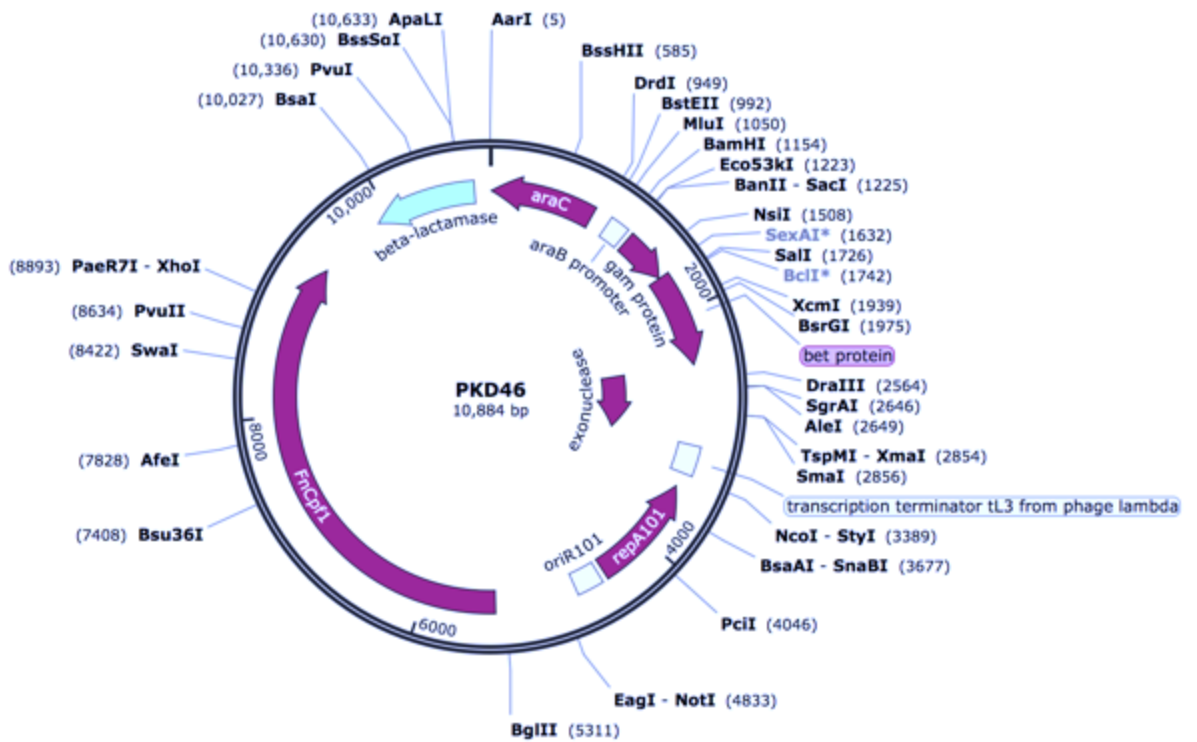 (10,633) ApaLI
AarI (5)
(10,630) BssSαI
BssHII (585)
(10,336) PvuI
DrdI (949)
(10,027) BsaI
BstEII (992)
MluI (1050)
BamHI (1154)
Eco53kI (1223)
BanII - SacI (1225)
NsiI (1508)
SexAI* (1632)
SalI (1726)
BclI* (1742)
XcmI (1939)
BsrGI (1975)
bet protein
DraIII (2564)
SgrAI (2646)
AleI (2649)
TspMI - XmaI (2854)
SmaI (2856)
transcription terminator tL3 from phage lambda
NcoI - StyI (3389)
BsaAI - SnaBI (3677)
PciI (4046)
EagI - NotI (4833)
BglII (5311)
(7408) Bsu36I
(7828) AfeI
(8422) SwaI
(8634) PvuII
(8893) PaeR7I - XhoI
araC
araB promoter
gam protein
2000
exonuclease
PKD46
10,884 bp
4000
repA101
oriR101
6000
FnCpf1
8000
10,000
beta-lactamase